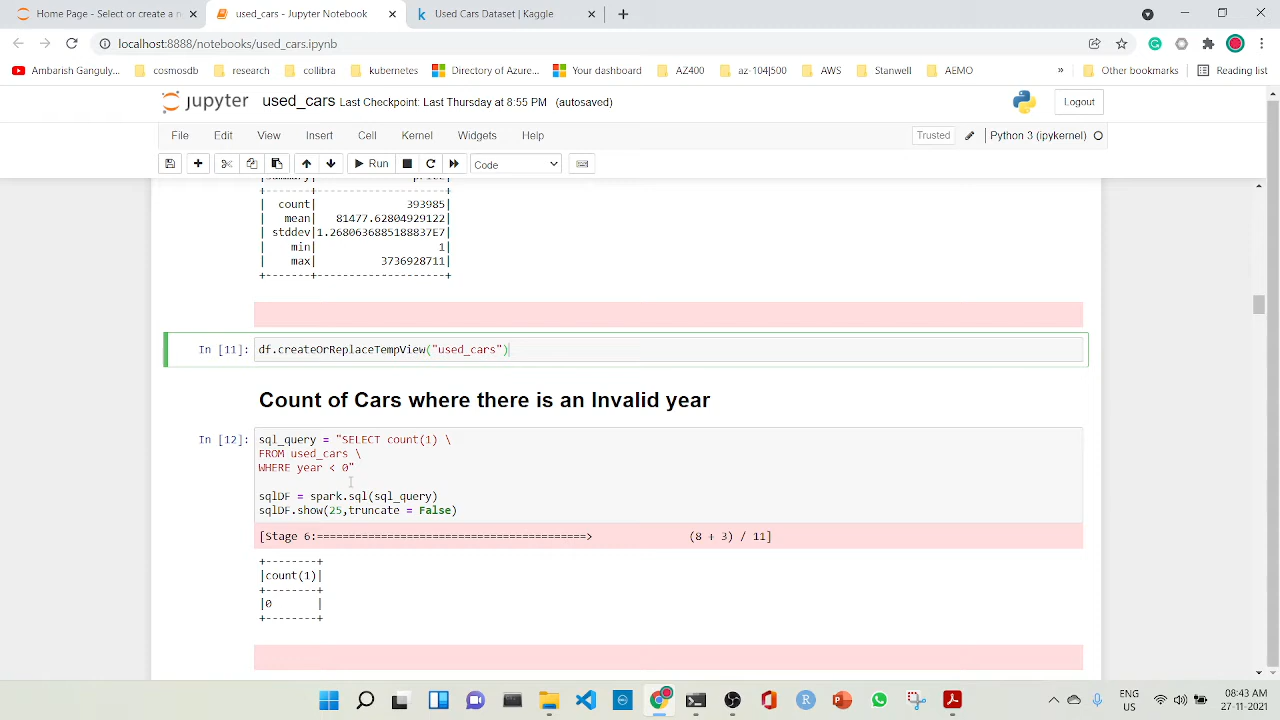 Home Page - Select or create a n
used_cars - Jupyter Notebook
Used Cars Dataset | Kaggle
localhost:8888/notebooks/used_cars.ipynb
Ambarish Ganguly...
cosmosdb
research
collibra
kubernetes
Directory of Azure...
Your dashboard
AZ400
az-104|500
AWS
Stanwell
AEMO
»
Other bookmarks
Reading list
jupyter used_cars Last Checkpoint: Last Thursday at 8:55 PM (autosaved)
Logout
File Edit View Insert Cell Kernel Widgets Help
Trusted
Python 3 (ipykernel)
Run
Code
| count| 393985|
| mean| 81477.62804929122|
| stddev|1.2680636885188837E7|
| min| 1|
| max| 3736928711|
+-------+--------------------+
In [11]: df.createOrReplaceTempView("used_cars")
Count of Cars where there is an Invalid year
In [12]: sql_query = "SELECT count(1) \
FROM used_cars \
WHERE year < 0"
sqlDF = spark.sql(sql_query)
sqlDF.show(25,truncate = False)
[Stage 6:==========================================> (8 + 3) / 11]
+--------+
|count(1)|
+--------+
|0 |
+--------+
ENG
US
08:43 AM
27-11-2021